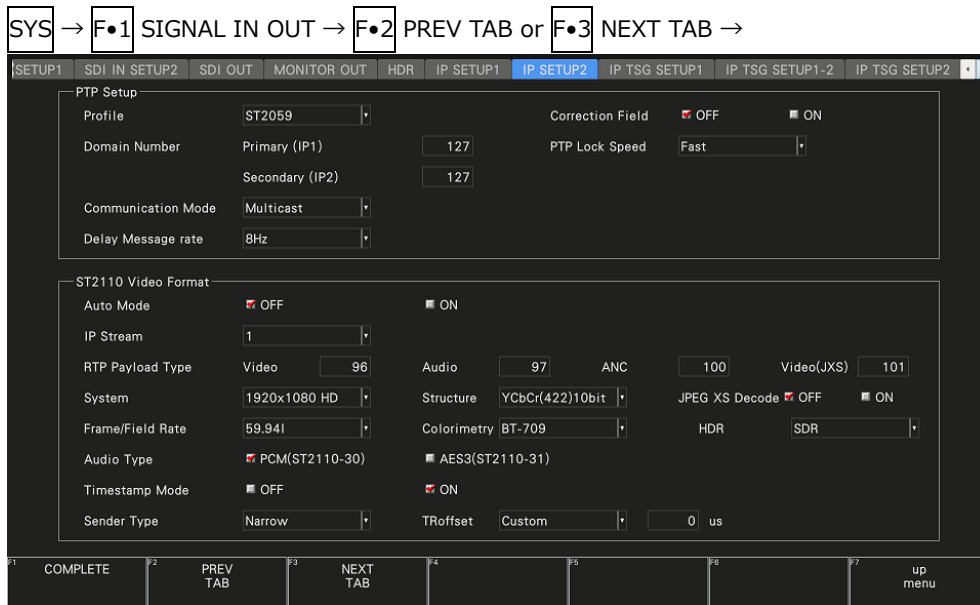 SYS → F•1 SIGNAL IN OUT → F•2 PREV TAB or F•3 NEXT TAB →
SETUP1 SDI IN SETUP2 SDI OUT MONITOR OUT HDR IP SETUP1 IP SETUP2 IP TSG SETUP1 IP TSG SETUP1-2 IP TSG SETUP2
PTP Setup
Profile ST2059 Correction Field OFF ON
Domain Number Primary (IP1) 127 PTP Lock Speed Fast
Secondary (IP2) 127
Communication Mode Multicast
Delay Message rate 8Hz
ST2110 Video Format
Auto Mode OFF ON
IP Stream 1
RTP Payload Type Video 96 Audio 97 ANC 100 Video(JXS) 101
System 1920x1080 HD Structure YCbCr(422)10bit JPEG XS Decode OFF ON
Frame/Field Rate 59.94I Colorimetry BT-709 HDR SDR
Audio Type PCM(ST2110-30) AES3(ST2110-31)
Timestamp Mode OFF ON
Sender Type Narrow TRoffset Custom 0 us
F1 COMPLETE F2 PREV TAB F3 NEXT TAB F4 F5 F6 F7 up menu